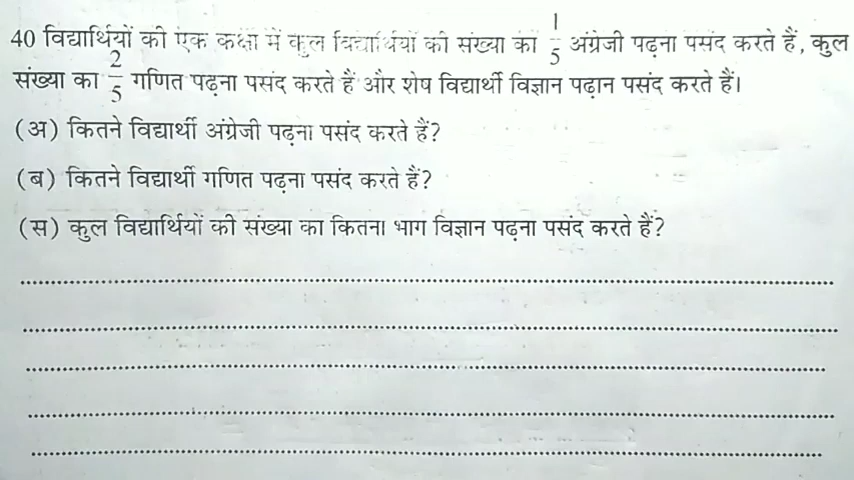 40 विद्यार्थियों की एक कक्षा में कुल विद्यार्थियों की संख्या का 1/5 अंग्रेजी पढ़ना पसंद करते हैं, कुल
संख्या का 2/5 गणित पढ़ना पसंद करते हैं और शेष विद्यार्थी विज्ञान पढ़ान पसंद करते हैं।
(अ) कितने विद्यार्थी अंग्रेजी पढ़ना पसंद करते हैं?
(ब) कितने विद्यार्थी गणित पढ़ना पसंद करते हैं?
(स) कुल विद्यार्थियों की संख्या का कितना भाग विज्ञान पढ़ना पसंद करते हैं?